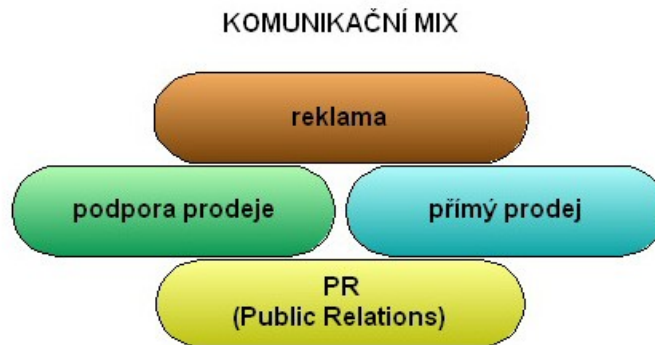 KOMUNIKAČNÍ MIX
reklama
podpora prodeje
přímý prodej
PR
(Public Relations)